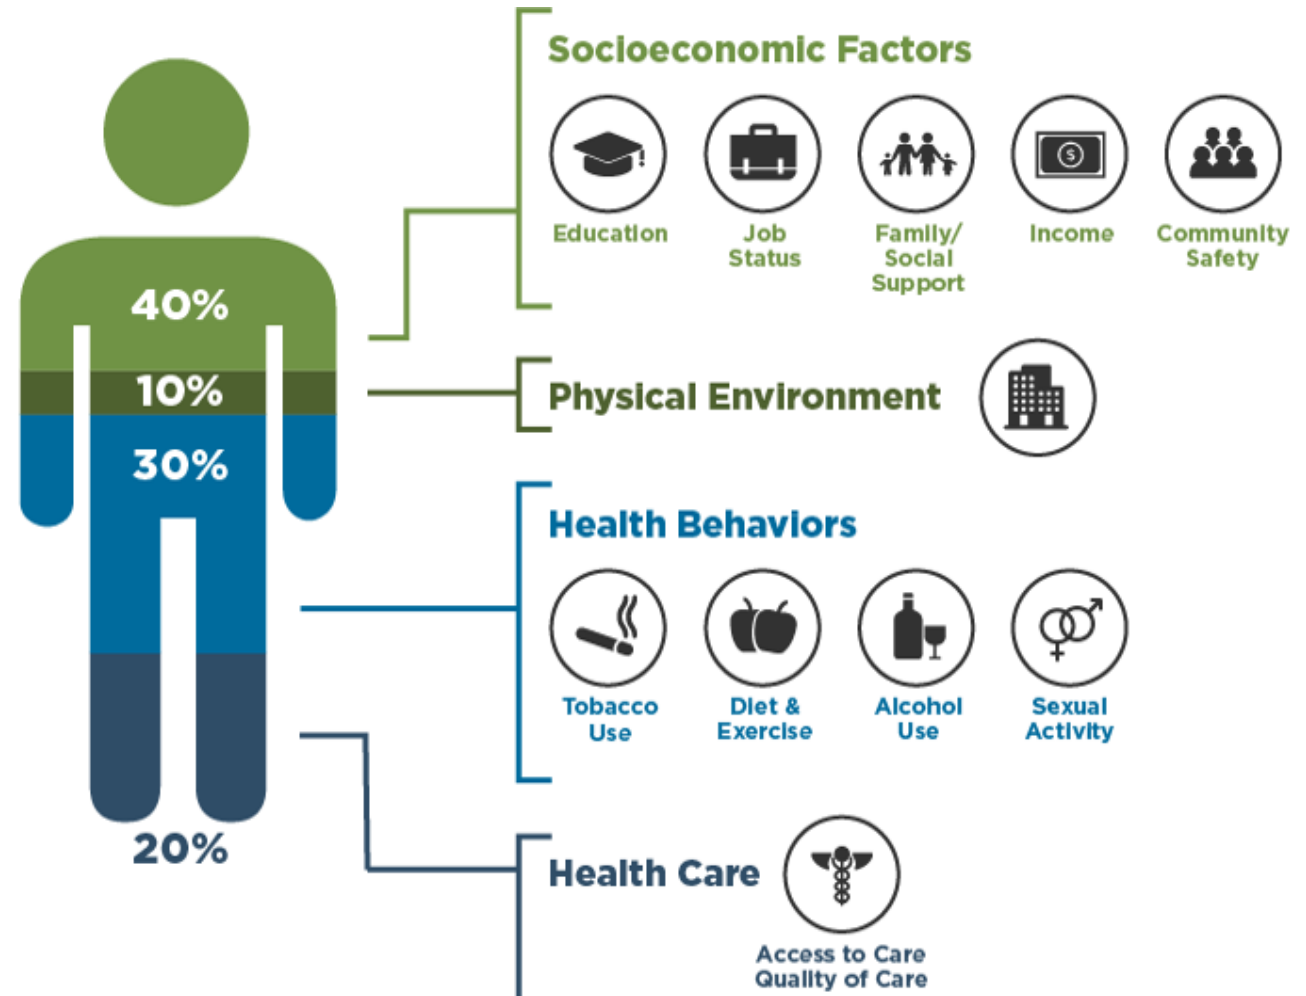 Socioeconomic Factors
Education
Job
Status
Family/
Social
Support
Income
Community
Safety
40%
10%
30%
20%
Physical Environment
Health Behaviors
Tobacco
Use
Diet &
Exercise
Alcohol
Use
Sexual
Activity
Health Care
Access to Care
Quality of Care